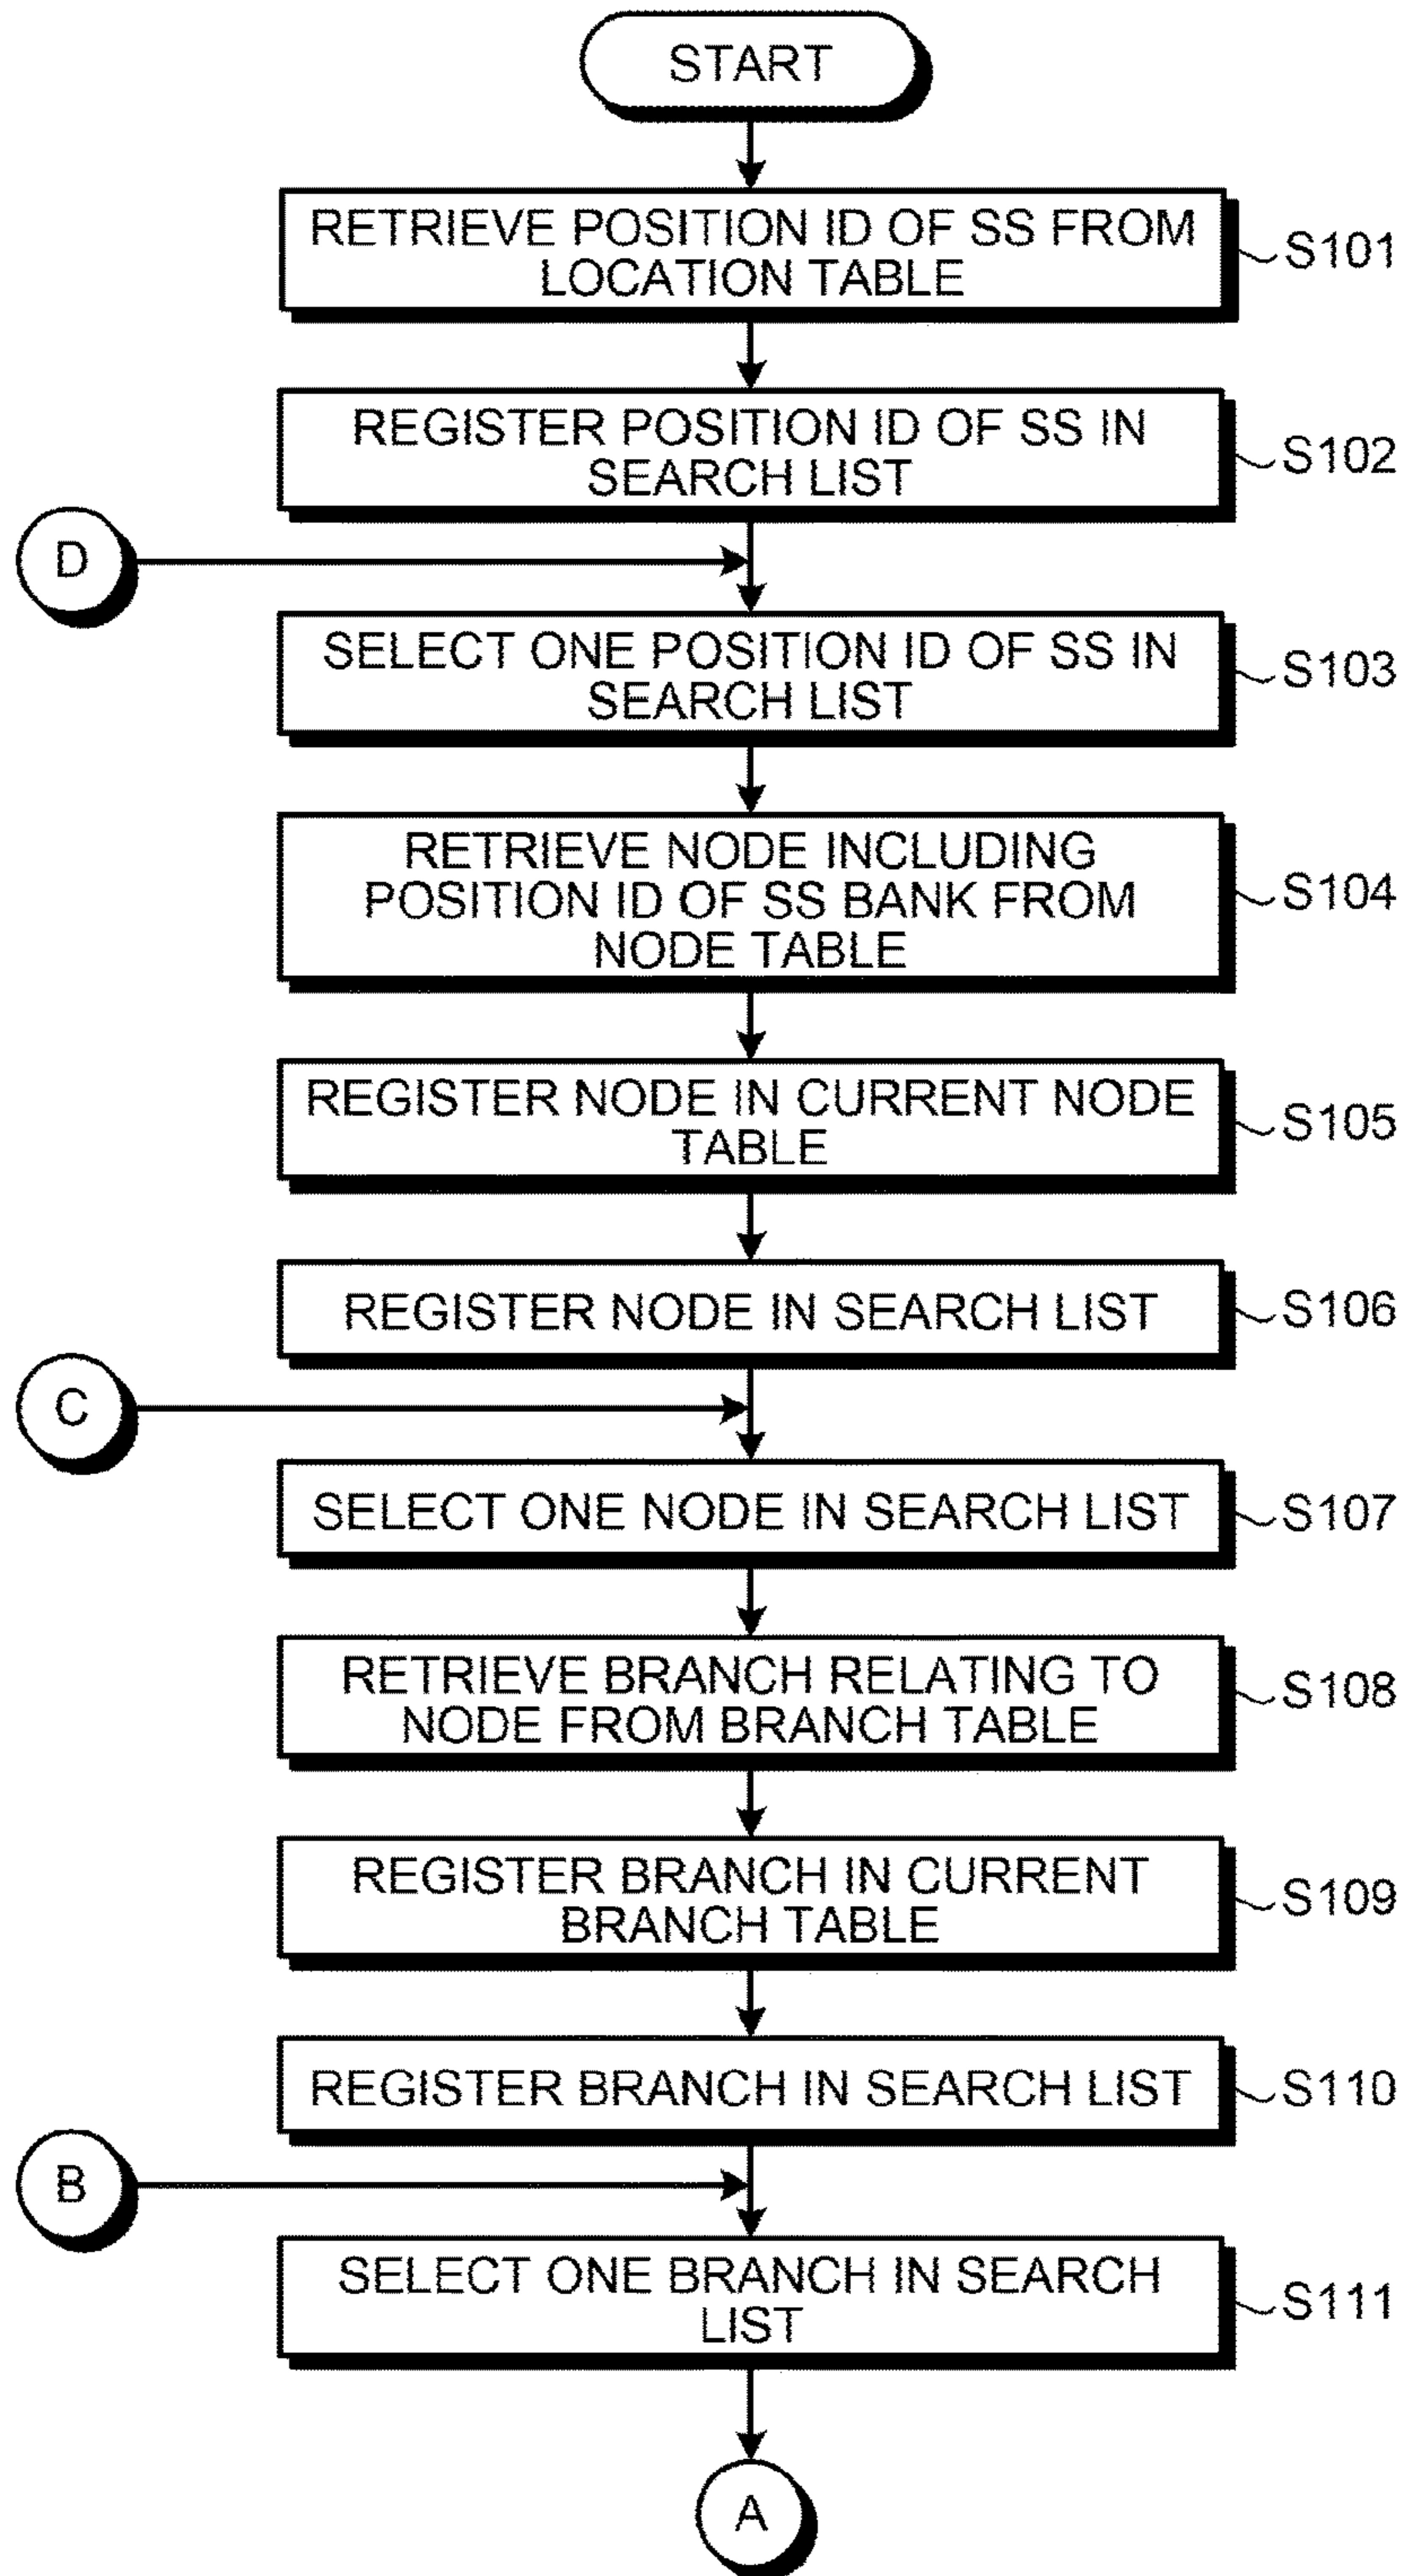 START
RETRIEVE POSITION ID OF SS FROM
LOCATION TABLE
S101
REGISTER POSITION ID OF SS IN
SEARCH LIST
S102
D
SELECT ONE POSITION ID OF SS IN
SEARCH LIST
S103
RETRIEVE NODE INCLUDING
POSITION ID OF SS BANK FROM
NODE TABLE
S104
REGISTER NODE IN CURRENT NODE
TABLE
S105
REGISTER NODE IN SEARCH LIST
S106
C
SELECT ONE NODE IN SEARCH LIST
S107
RETRIEVE BRANCH RELATING TO
NODE FROM BRANCH TABLE
S108
REGISTER BRANCH IN CURRENT
BRANCH TABLE
S109
REGISTER BRANCH IN SEARCH LIST
S110
B
SELECT ONE BRANCH IN SEARCH
LIST
S111
A